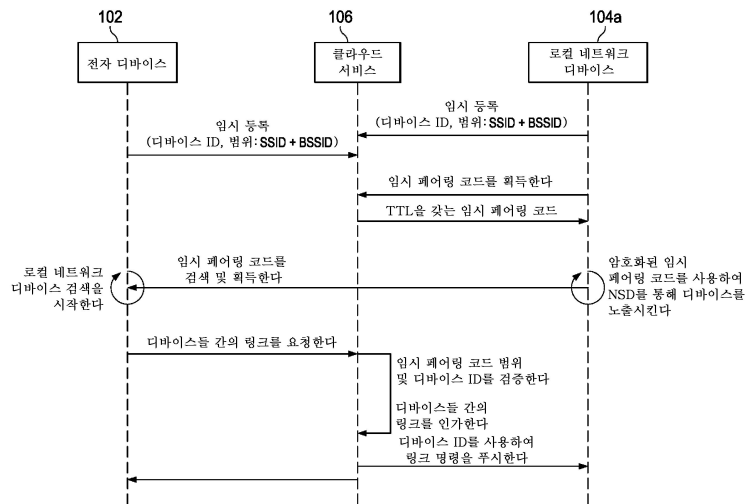 102
106
104a
전자 디바이스
클라우드
서비스
로컬 네트워크
디바이스
임시 등록
(디바이스 ID, 범위: SSID + BSSID)
임시 등록
(디바이스 ID, 범위: SSID + BSSID)
임시 페어링 코드를 획득한다
TTL을 갖는 임시 페어링 코드
로컬 네트워크
디바이스 검색을
시작한다
임시 페어링 코드를
검색 및 획득한다
암호화된 임시
페어링 코드를 사용하여
NSD를 통해 디바이스를
노출시킨다
디바이스들 간의 링크를 요청한다
임시 페어링 코드 범위
및 디바이스 ID를 검증한다
디바이스들 간의
링크를 인가한다
디바이스 ID를 사용하여
링크 명령을 푸시한다